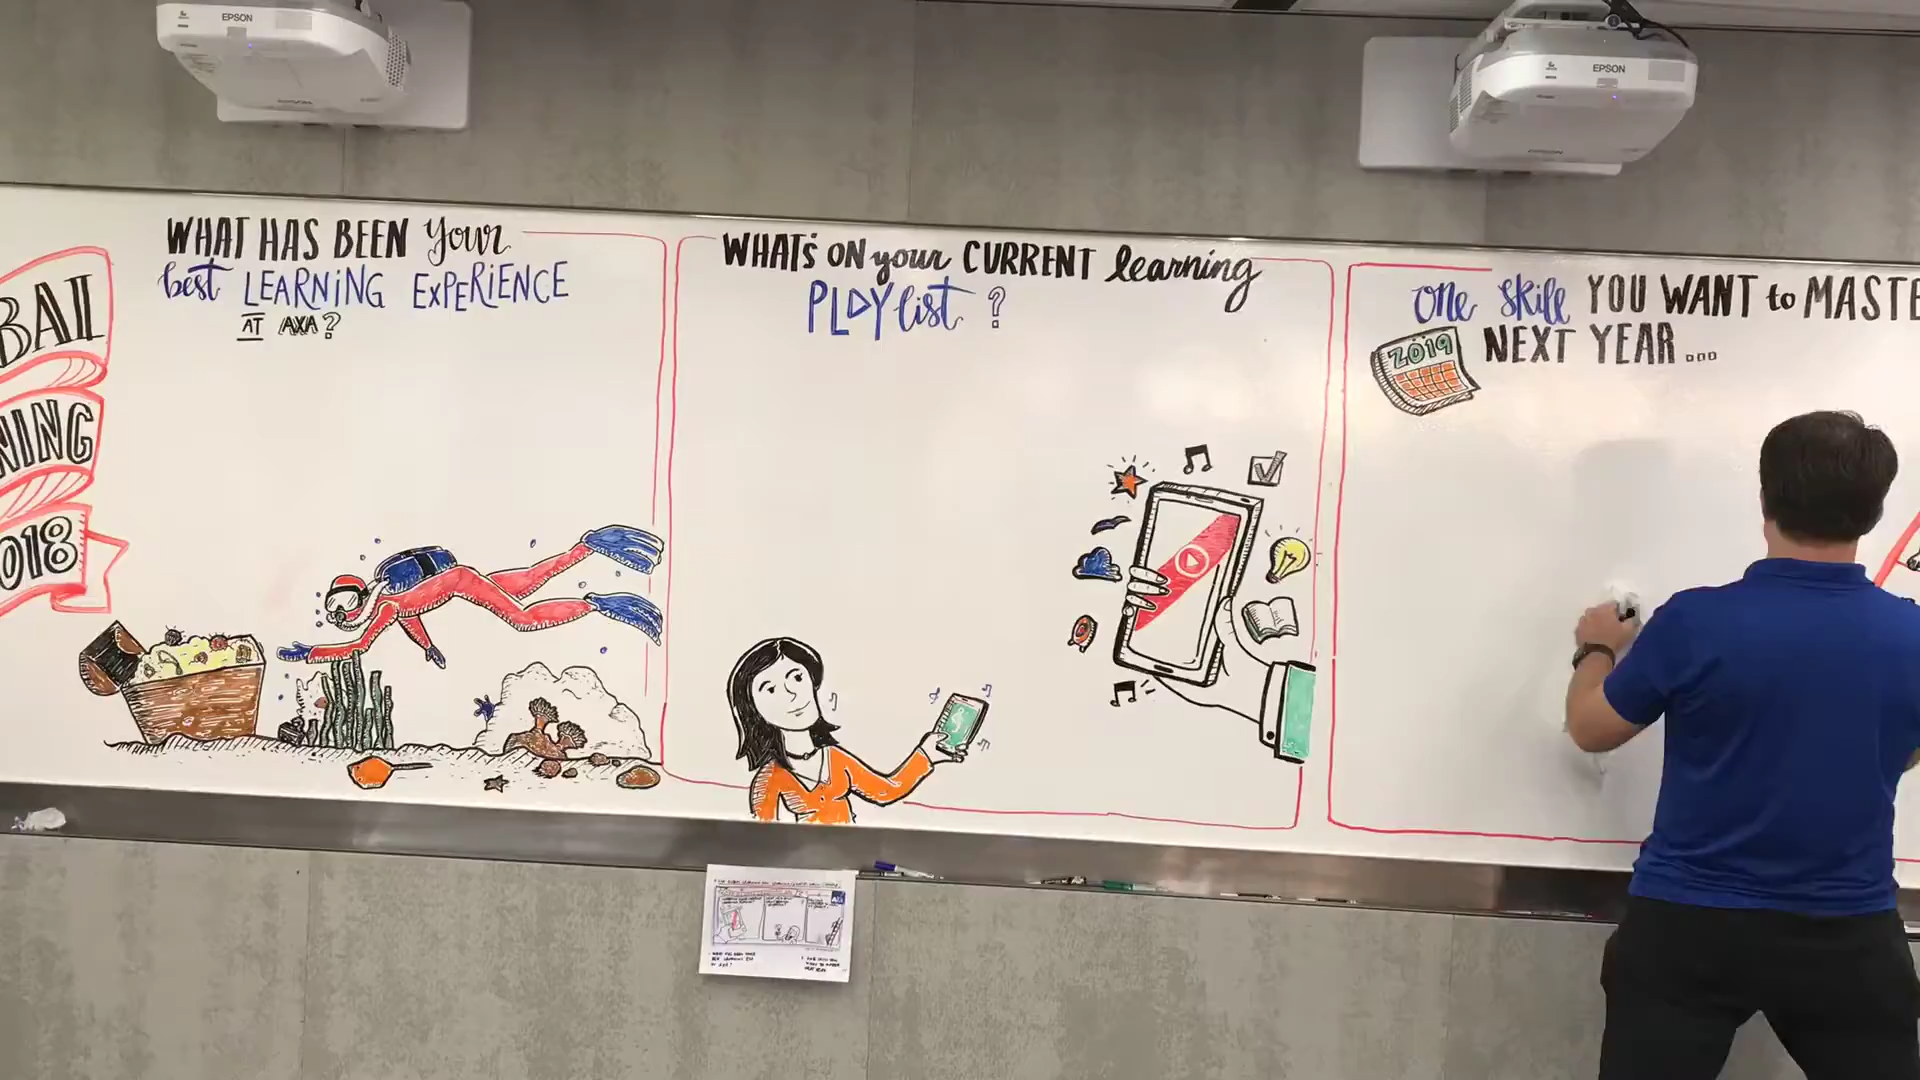 EPSON
EPSON
BAI
NING
018
WHAT HAS BEEN your
best LEARNING EXPERIENCE
AT AXA?
WHAT'S ON your CURRENT learning
PLAYlist ?
one skill YOU WANT to MASTE
NEXT YEAR...
2019